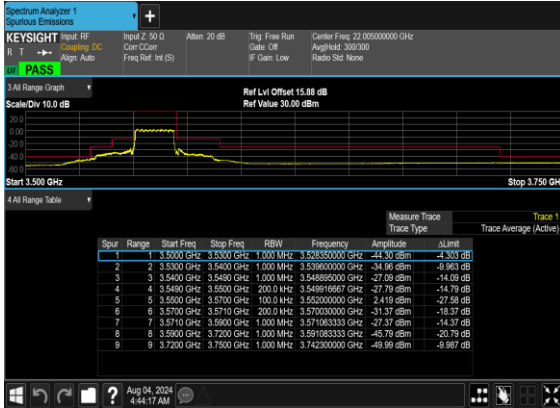 Spectrum Analyzer 1
Spurious Emissions
KEYSIGHT
R T
Input: RF
Coupling: DC
Align: Auto
Input Z: 50 Ω
Corr CCorr
Freq Ref: Int (S)
Atten: 20 dB
Trig: Free Run
Gate: Off
IF Gain: Low
Center Freq: 22.005000000 GHz
Avg|Hold: 300/300
Radio Std: None
PASS
3 All Range Graph
Scale/Div 10.0 dB
Ref Lvl Offset 15.88 dB
Ref Value 30.00 dBm
20.0
0.00
-20.0
-40.0
-60.0
Start 3.500 GHz
Stop 3.750 GH
4 All Range Table
Measure Trace Trace 1
Trace Type Trace Average (Active)
Spur Range Start Freq Stop Freq RBW Frequency Amplitude ΔLimit
1 1 3.5000 GHz 3.5300 GHz 1.000 MHz 3.528350000 GHz -44.30 dBm -4.303 dB
2 2 3.5300 GHz 3.5400 GHz 1.000 MHz 3.539600000 GHz -34.96 dBm -9.963 dB
3 3 3.5400 GHz 3.5490 GHz 1.000 MHz 3.548895000 GHz -27.09 dBm -14.09 dB
4 4 3.5490 GHz 3.5500 GHz 200.0 kHz 3.549916667 GHz -27.79 dBm -14.79 dB
5 5 3.5500 GHz 3.5700 GHz 100.0 kHz 3.552000000 GHz 2.419 dBm -27.58 dB
6 6 3.5700 GHz 3.5710 GHz 200.0 kHz 3.570030000 GHz -31.37 dBm -18.37 dB
7 7 3.5710 GHz 3.5900 GHz 1.000 MHz 3.571063333 GHz -27.37 dBm -14.37 dB
8 8 3.5900 GHz 3.7200 GHz 1.000 MHz 3.591083333 GHz -45.79 dBm -20.79 dB
9 9 3.7200 GHz 3.7500 GHz 1.000 MHz 3.742300000 GHz -49.99 dBm -9.987 dB
Aug 04, 2024
4:44:17 AM